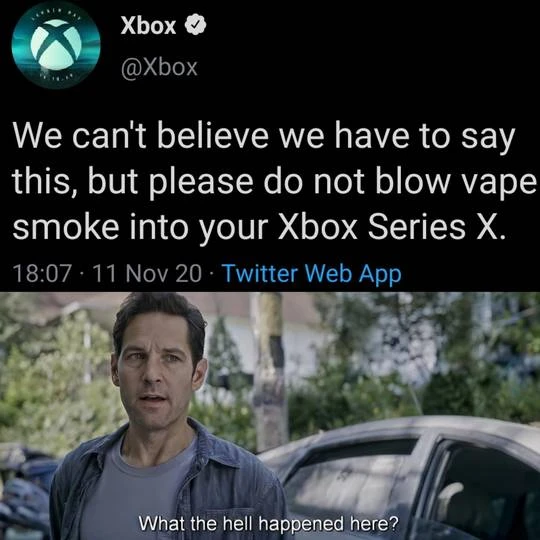 Xbox
@Xbox
We can't believe we have to say
this, but please do not blow vape
smoke into your Xbox Series X.
18:07 · 11 Nov 20 · Twitter Web App
What the hell happened here?